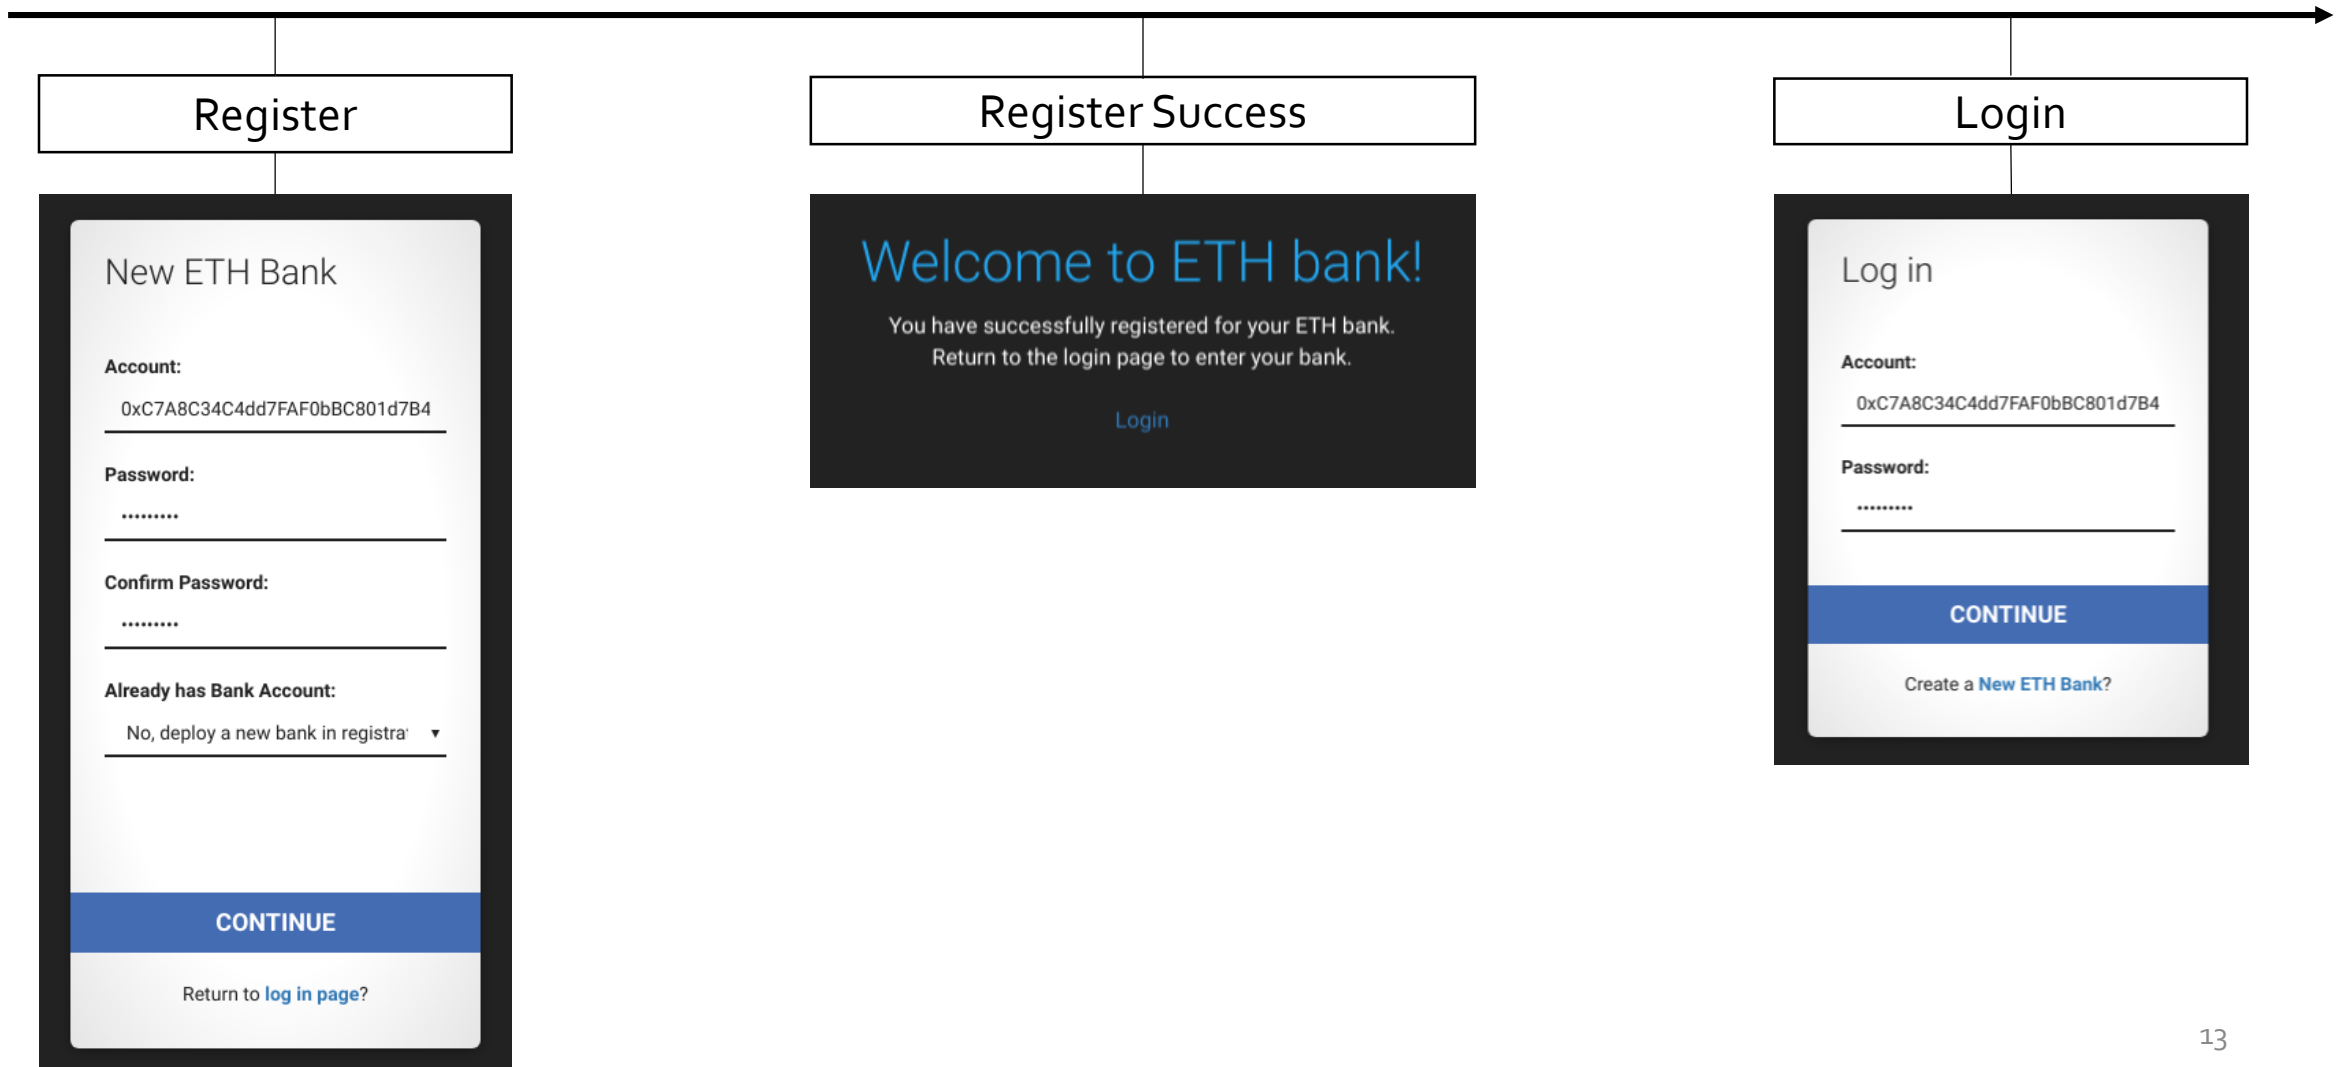 Register
Register Success
Login
New ETH Bank
Account:
0xC7A8C34C4dd7FAF0bBC801d7B4
Password:
•••••••••
Confirm Password:
•••••••••
Already has Bank Account:
No, deploy a new bank in registra
CONTINUE
Return to log in page?
Welcome to ETH bank!
You have successfully registered for your ETH bank.
Return to the login page to enter your bank.
Login
Log in
Account:
0xC7A8C34C4dd7FAF0bBC801d7B4
Password:
•••••••••
CONTINUE
Create a New ETH Bank?
13